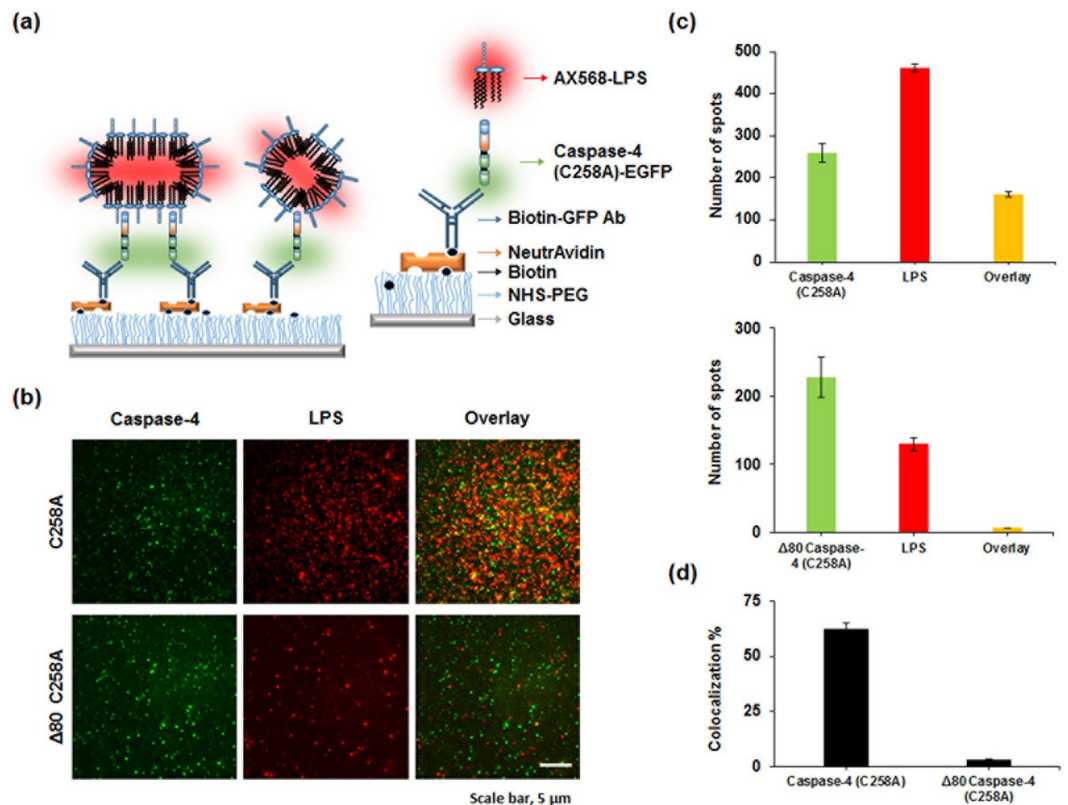 (a)
AX568-LPS
Caspase-4
(C258A)-EGFP
Biotin-GFP Ab
NeutrAvidin
Biotin
NHS-PEG
Glass
(b)
Caspase-4 LPS Overlay
C258A
Δ80 C258A
Scale bar, 5 µm
(c)
Number of spots
500
400
300
200
100
0
Caspase-4
(C258A)
LPS
Overlay
Number of spots
300
200
100
0
Δ80 Caspase-
4 (C258A)
LPS
Overlay
(d)
Colocalization %
75
50
25
0
Caspase-4 (C258A)
Δ80 Caspase-4
(C258A)